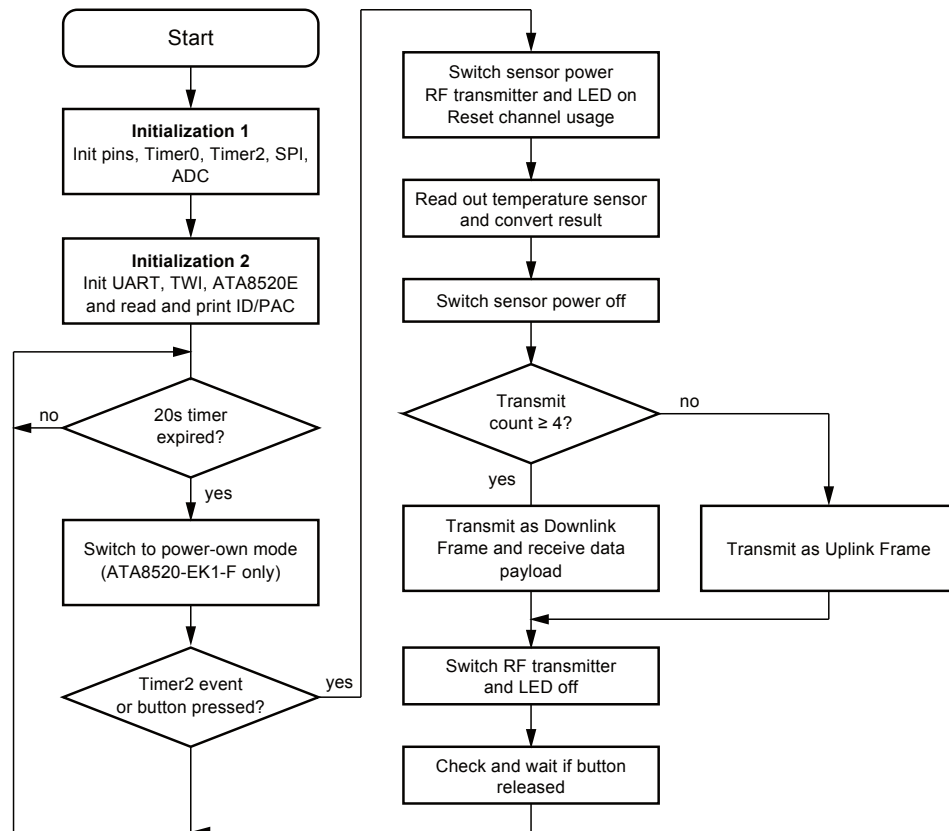 Start
Initialization 1
Init pins, Timer0, Timer2, SPI,
ADC
Initialization 2
Init UART, TWI, ATA8520E
and read and print ID/PAC
no
20s timer
expired?
yes
Switch to power-own mode
(ATA8520-EK1-F only)
Timer2 event
or button pressed?
yes
Switch sensor power
RF transmitter and LED on
Reset channel usage
Read out temperature sensor
and convert result
Switch sensor power off
Transmit
count ≥ 4?
no
yes
Transmit as Downlink
Frame and receive data
payload
Transmit as Uplink Frame
Switch RF transmitter
and LED off
Check and wait if button
released